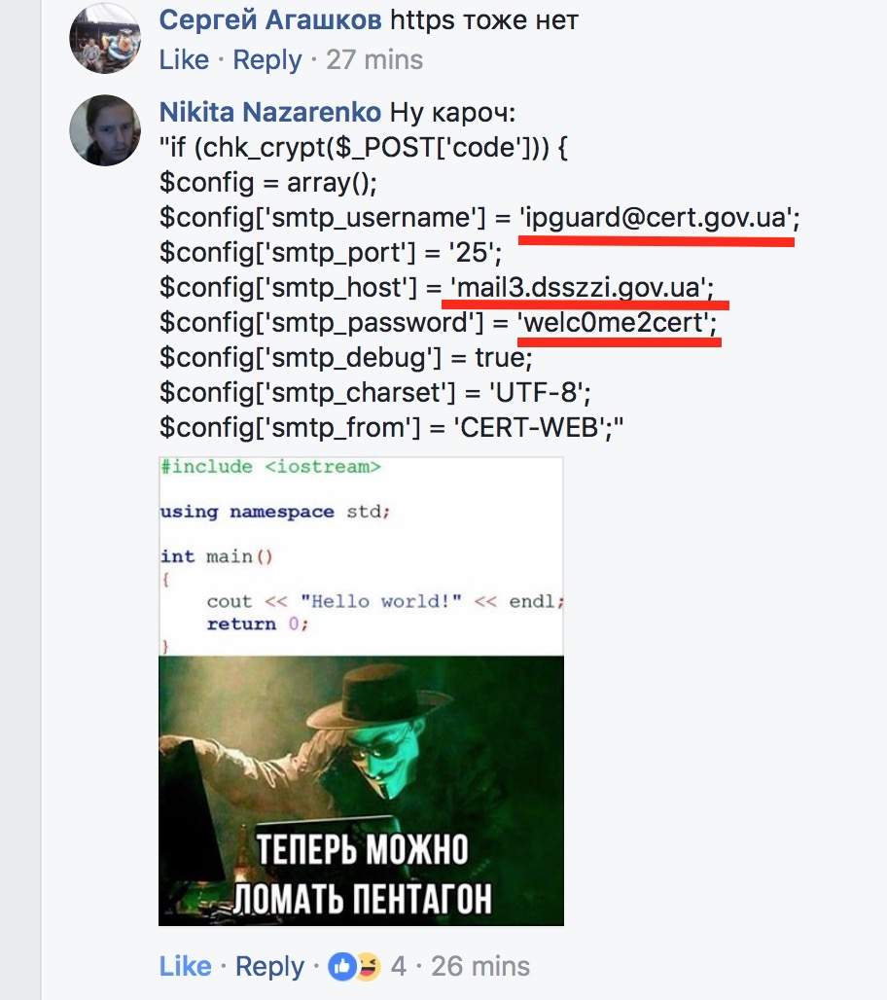 Сергей Агашков https тоже нет
Like · Reply · 27 mins
Nikita Nazarenko Ну кароч:
"if (chk_crypt($_POST['code'])) {
$config = array();
$config['smtp_username'] = 'ipguard@cert.gov.ua';
$config['smtp_port'] = '25';
$config['smtp_host'] = 'mail3.dsszzi.gov.ua';
$config['smtp_password'] = 'welc0me2cert';
$config['smtp_debug'] = true;
$config['smtp_charset'] = 'UTF-8';
$config['smtp_from'] = 'CERT-WEB';"
#include <iostream>
using namespace std;
int main()
{
cout << "Hello world!" << endl;
return 0;
}
ТЕПЕРЬ МОЖНО
ЛОМАТЬ ПЕНТАГОН
Like · Reply · 4 · 26 mins